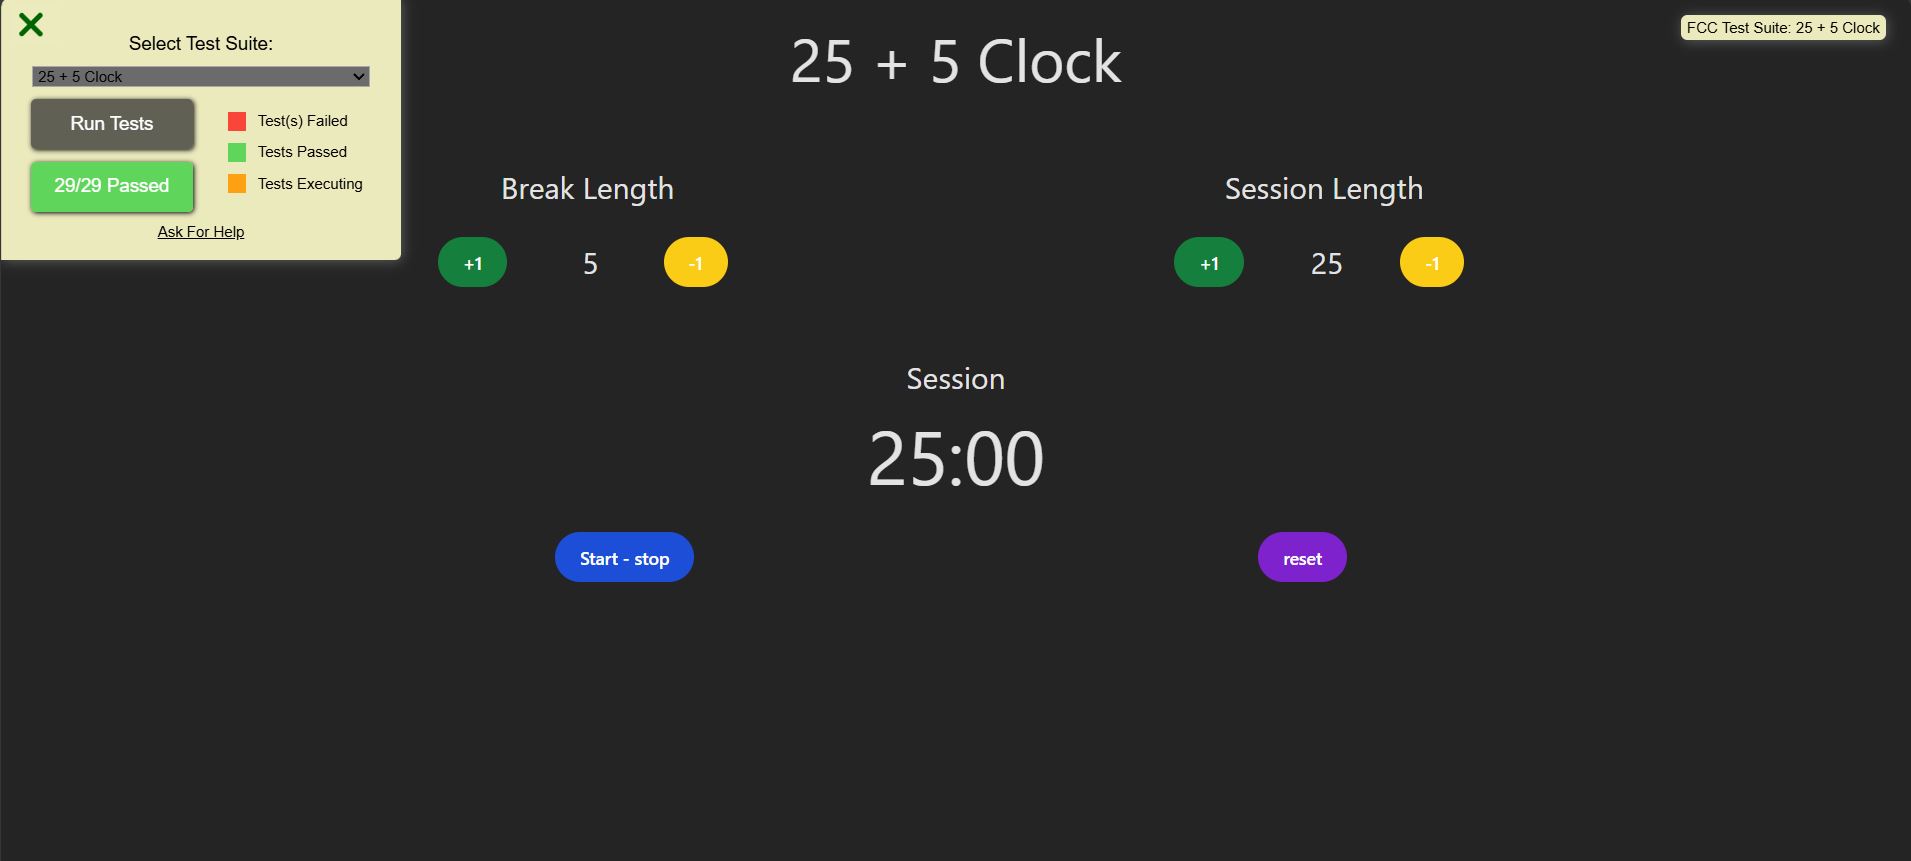 Select Test Suite:
25 + 5 Clock
Run Tests
29/29 Passed
Test(s) Failed
Tests Passed
Tests Executing
Ask For Help
25 + 5 Clock
FCC Test Suite: 25 + 5 Clock
Break Length
+1 5 -1
Session Length
+1 25 -1
Session
25:00
Start - stop
reset